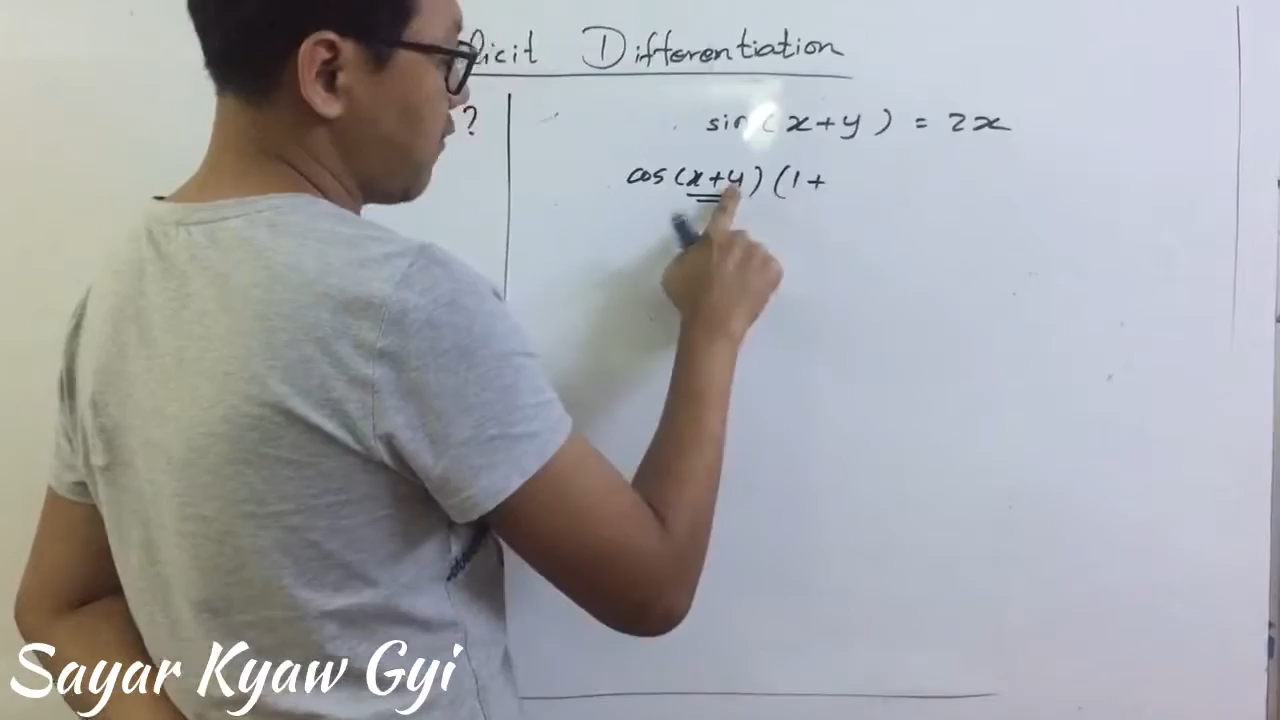 licit Differentiation
?
sin(x+y) = 2x
cos(x+y)(1+
Sayar Kyaw Gyi